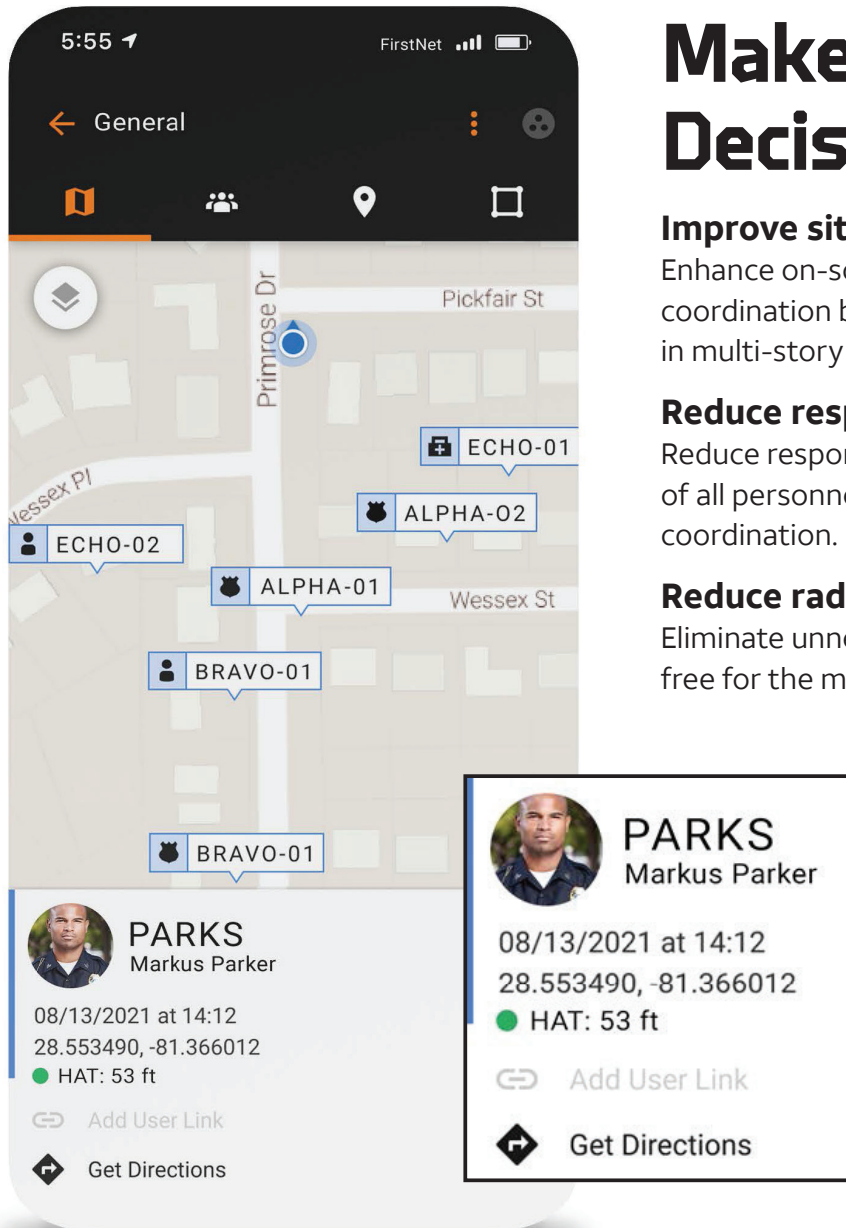 5:55
FirstNet
General
Primrose Dr
Pickfair St
ECHO-01
ALPHA-O2
Wessex Pl
ECHO-02
ALPHA-01
Wessex St
BRAVO-01
BRAVO-01
PARKS
Markus Parker
08/13/2021 at 14:12
28.553490, -81.366012
HAT: 53 ft
Add User Link
Get Directions
Make
Decis
Improve sit
Enhance on-sc
coordination b
in multi-story
Reduce resp
Reduce respon
of all personne
coordination.
Reduce rad
Eliminate unne
free for the m
PARKS
Markus Parker
08/13/2021 at 14:12
28.553490, -81.366012
HAT: 53 ft
Add User Link
Get Directions